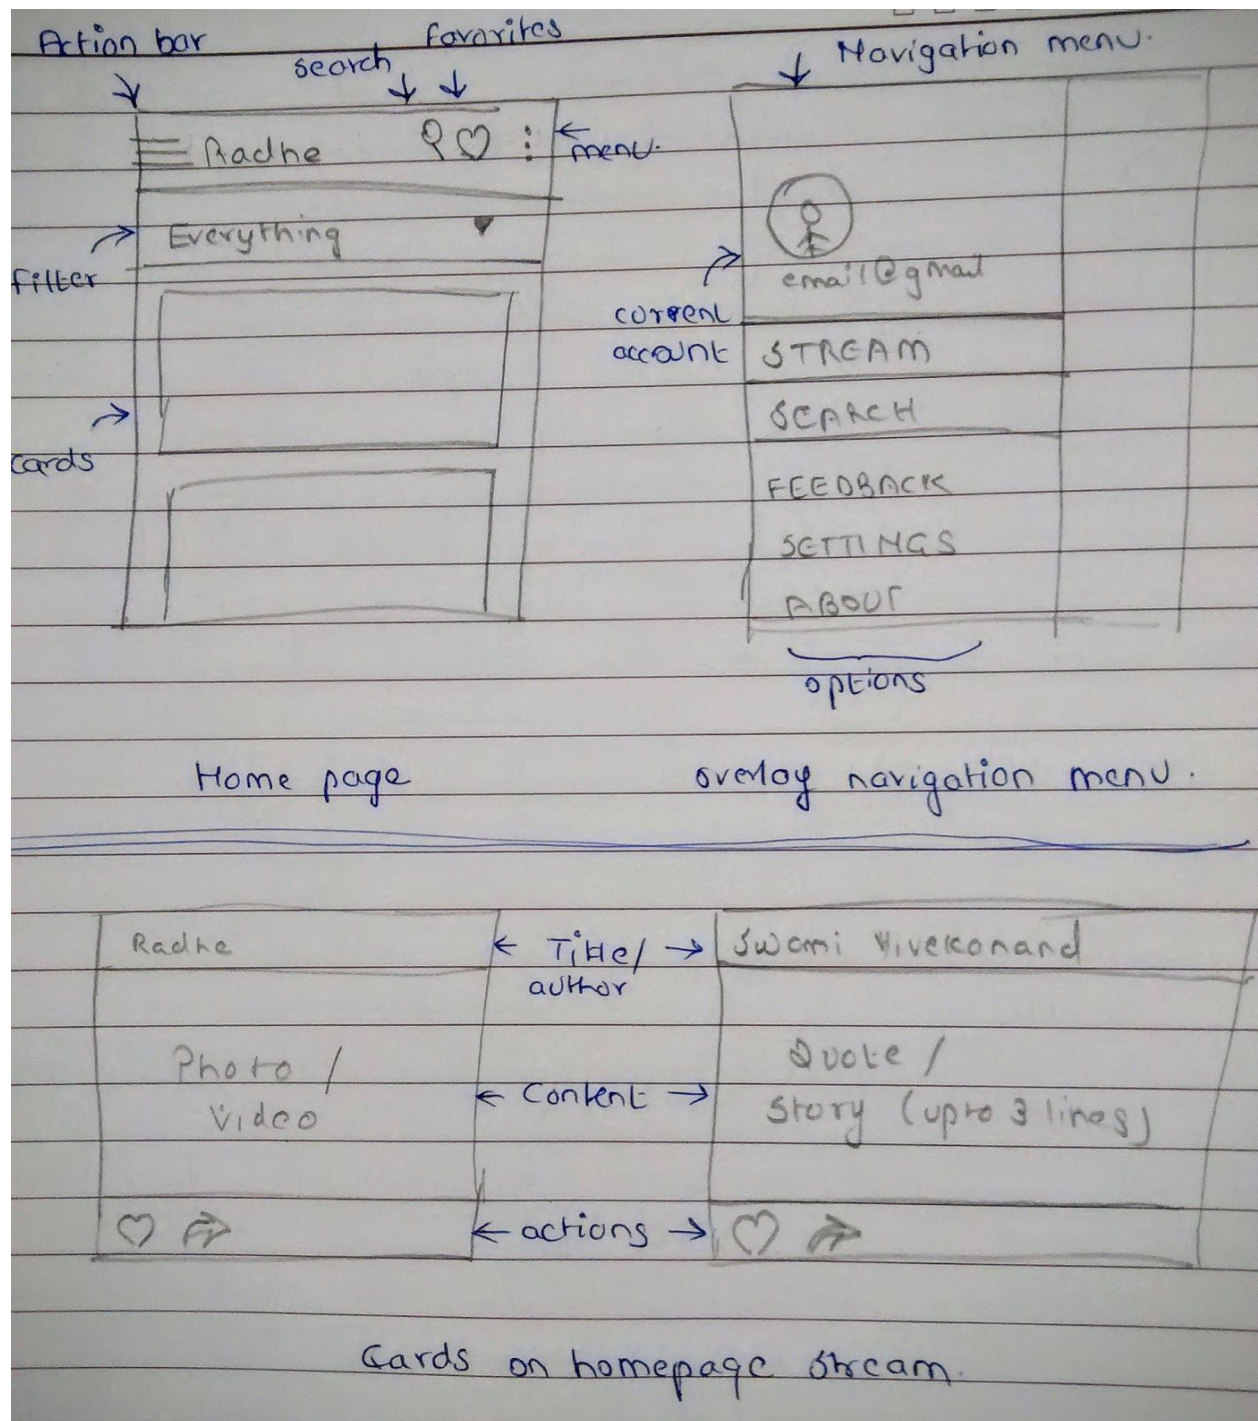 Action bar
search
favorites
Navigation menu.
Radhe
menu.
Everything
filter
cards
email@gmail
current
account
STREAM
SEARCH
FEEDBACK
SETTINGS
ABOUT
options
Home page
overlay navigation menu.
Radhe
Title/
author
Swami Vivekanand
Photo /
Video
Content
Quote /
Story (upto 3 lines)
actions
Cards on homepage stream.